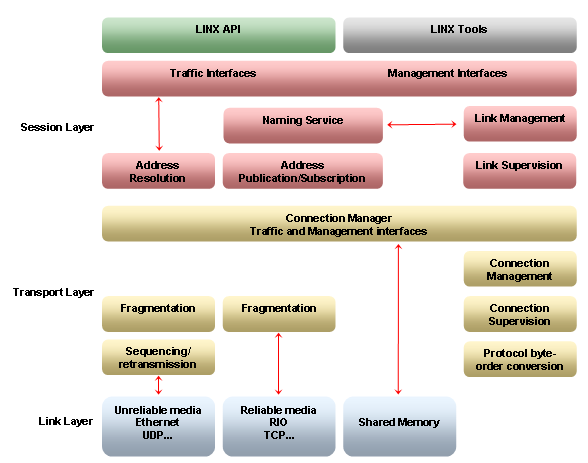 LINX API
LINX Tools
Traffic Interfaces
Management Interfaces
Session Layer
Naming Service
Link Management
Address
Resolution
Address
Publication/Subscription
Link Supervision
Connection Manager
Traffic and Management interfaces
Transport Layer
Connection
Management
Fragmentation
Fragmentation
Connection
Supervision
Sequencing/
retransmission
Protocol byte-
order conversion
Link Layer
Unreliable media
Ethernet
UDP...
Reliable media
RIO
TCP...
Shared Memory